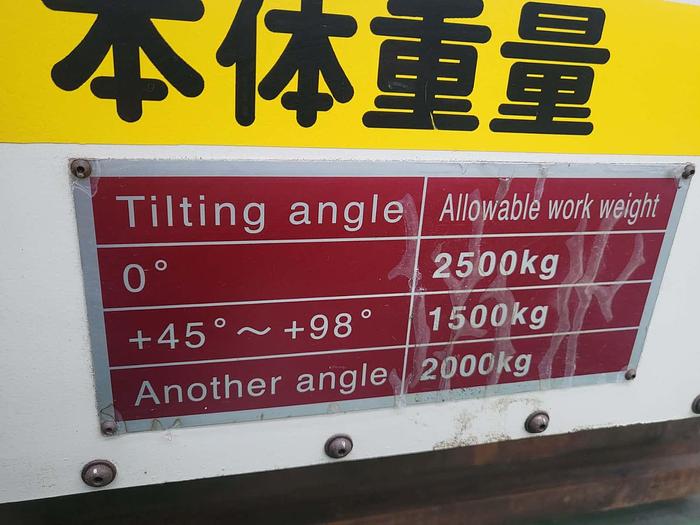 本体重量
Tilting angle Allowable work weight
0° 2500kg
+45°～+98° 1500kg
Another angle 2000kg